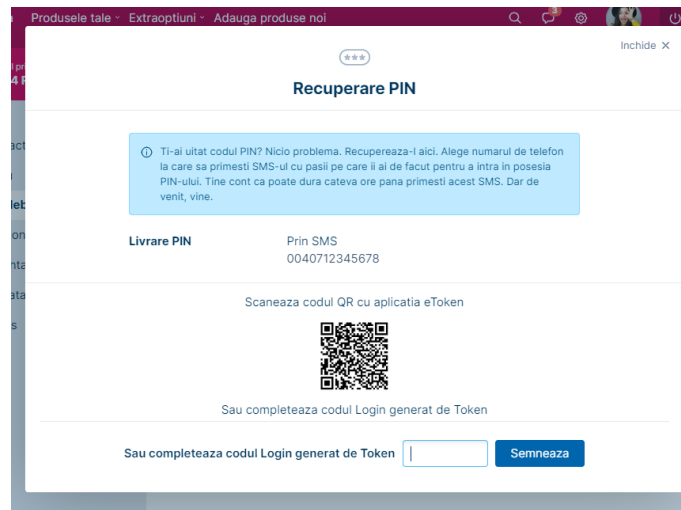 Produsele tale Extraoptiuni Adauga produse noi
3
Inchide
***
Recuperare PIN
Ti-ai uitat codul PIN? Nicio problema. Recupereaza-l aici. Alege numarul de telefon
la care sa primesti SMS-ul cu pasii pe care ii ai de facut pentru a intra in posesia
PIN-ului. Tine cont ca poate dura cateva ore pana primesti acest SMS. Dar de
venit, vine.
Livrare PIN Prin SMS
0040712345678
Scaneaza codul QR cu aplicatia eToken
Sau completeaza codul Login generat de Token
Sau completeaza codul Login generat de Token Semneaza